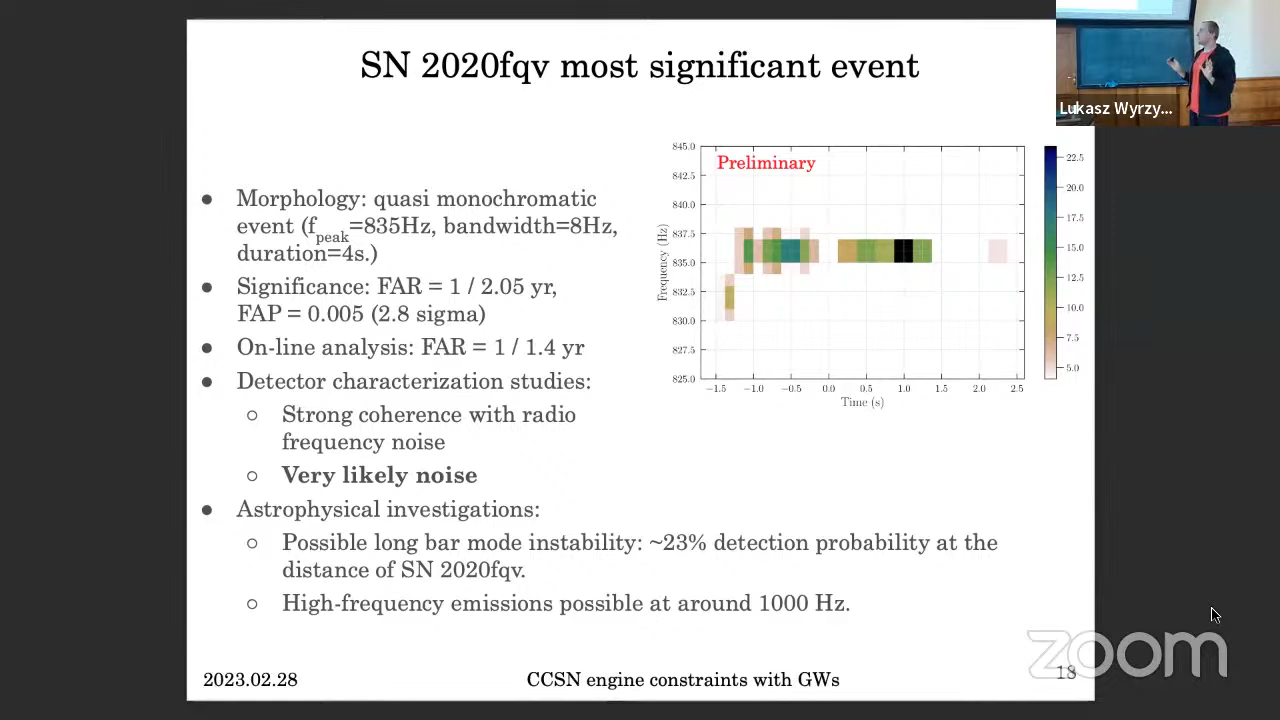 SN 2020fqv most significant event
Lukasz Wyrzy...
● Morphology: quasi monochromatic
event (fpeak=835Hz, bandwidth=8Hz,
duration=4s.)
● Significance: FAR = 1 / 2.05 yr,
FAP = 0.005 (2.8 sigma)
● On-line analysis: FAR = 1 / 1.4 yr
● Detector characterization studies:
○ Strong coherence with radio
frequency noise
○ Very likely noise
● Astrophysical investigations:
○ Possible long bar mode instability: ~23% detection probability at the
distance of SN 2020fqv.
○ High-frequency emissions possible at around 1000 Hz.
Preliminary
Frequency (Hz)
845.0
842.5
840.0
837.5
835.0
832.5
830.0
827.5
825.0
−1.5 −1.0 −0.5 0.0 0.5 1.0 1.5 2.0 2.5
Time (s)
22.5
20.0
17.5
15.0
12.5
10.0
7.5
5.0
2023.02.28 CCSN engine constraints with GWs 18
zoom